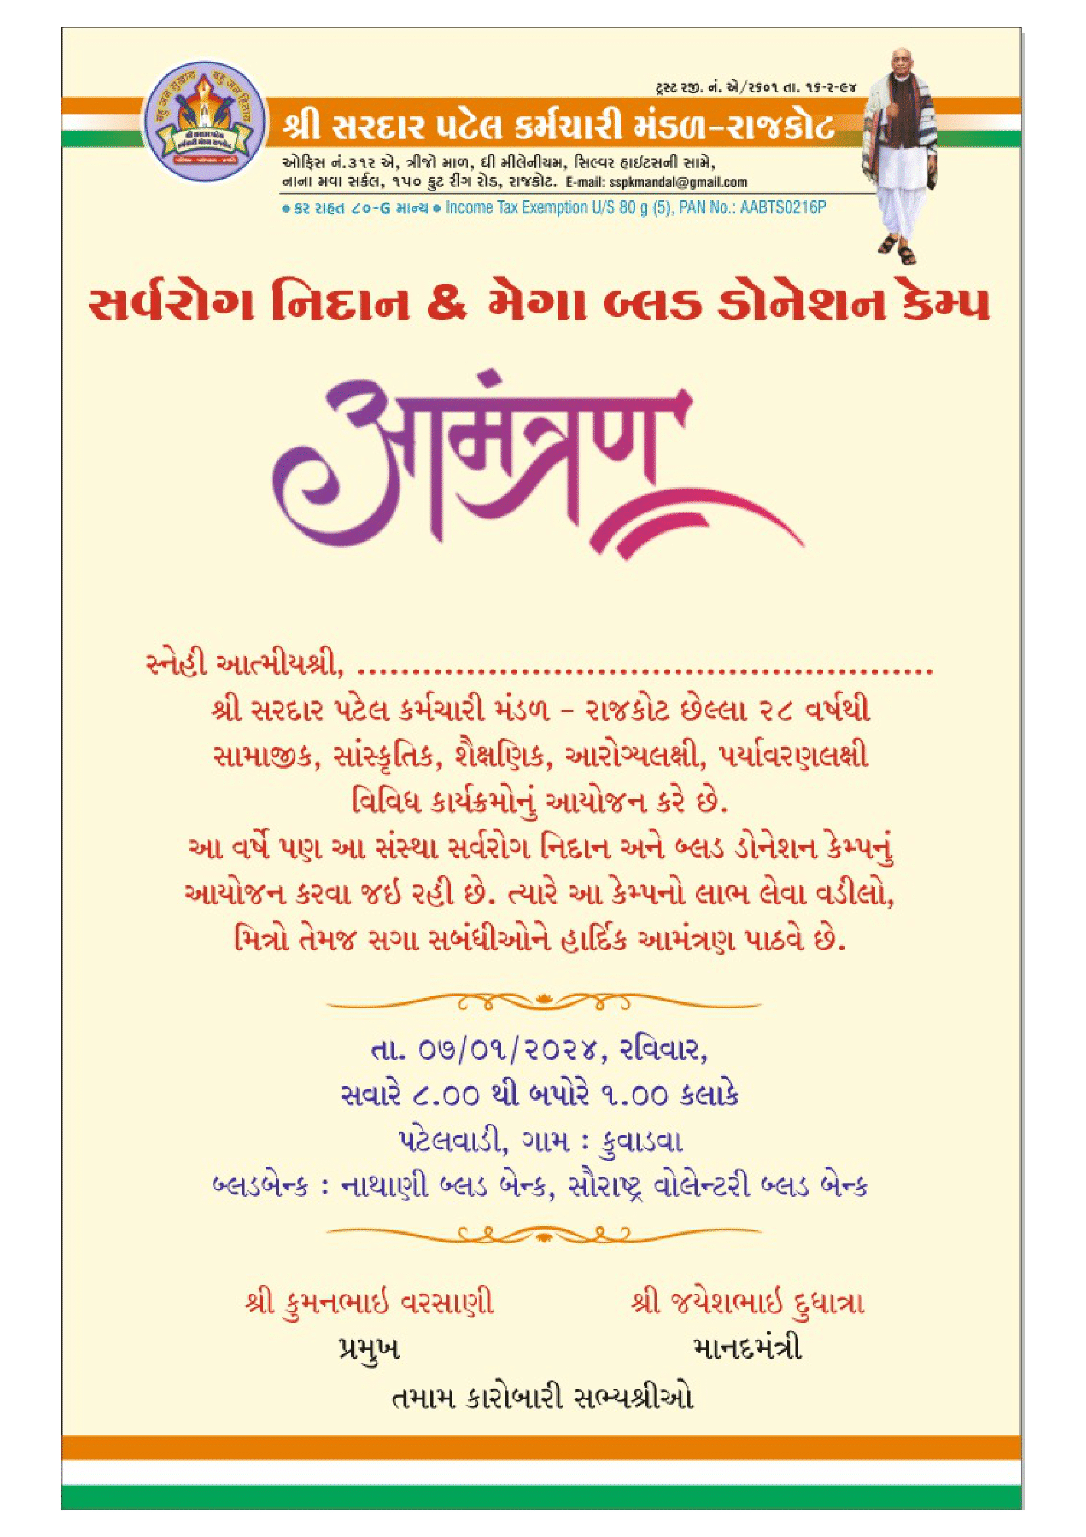 ટ્રસ્ટ રજી. નં. એ/૨૬૦૧ તા. ૧૬-૨-૯૪
શ્રી સરદાર પટેલ કર્મચારી મંડળ-રાજકોટ
ઓફિસ નં.૩૧૨ એ, ત્રીજો માળ, ધી મીલેનીયમ, સિલ્વર હાઈટસની સામે,
નાના મવા સર્કલ, ૧૫૦ ફુટ રીંગ રોડ, રાજકોટ. E-mail: sspkmandal@gmail.com
● કર રાહત ૮૦-G માન્ય ● Income Tax Exemption U/S 80 g (5), PAN No.: AABTS0216P
સર્વરોગ નિદાન & મેગા બ્લડ ડોનેશન કેમ્પ
आमंत्रण
સ્નેહી આત્મીયશ્રી, ....................................................
શ્રી સરદાર પટેલ કર્મચારી મંડળ - રાજકોટ છેલ્લા ૨૮ વર્ષથી
સામાજીક, સાંસ્કૃતિક, શૈક્ષણિક, આરોગ્યલક્ષી, પર્યાવરણલક્ષી
વિવિધ કાર્યક્રમોનું આયોજન કરે છે.
આ વર્ષે પણ આ સંસ્થા સર્વરોગ નિદાન અને બ્લડ ડોનેશન કેમ્પનું
આયોજન કરવા જઇ રહી છે. ત્યારે આ કેમ્પનો લાભ લેવા વડીલો,
મિત્રો તેમજ સગા સબંધીઓને હાર્દિક આમંત્રણ પાઠવે છે.
તા. ૦૭/૦૧/૨૦૨૪, રવિવાર,
સવારે ૮.૦૦ થી બપોરે ૧.૦૦ કલાકે
પટેલવાડી, ગામ : કુવાડવા
બ્લડબેન્ક : નાથાણી બ્લડ બેન્ક, સૌરાષ્ટ્ર વોલેન્ટરી બ્લડ બેન્ક
શ્રી કુમનભાઇ વરસાણી શ્રી જયેશભાઇ દુધાત્રા
પ્રમુખ માનદમંત્રી
તમામ કારોબારી સભ્યશ્રીઓ